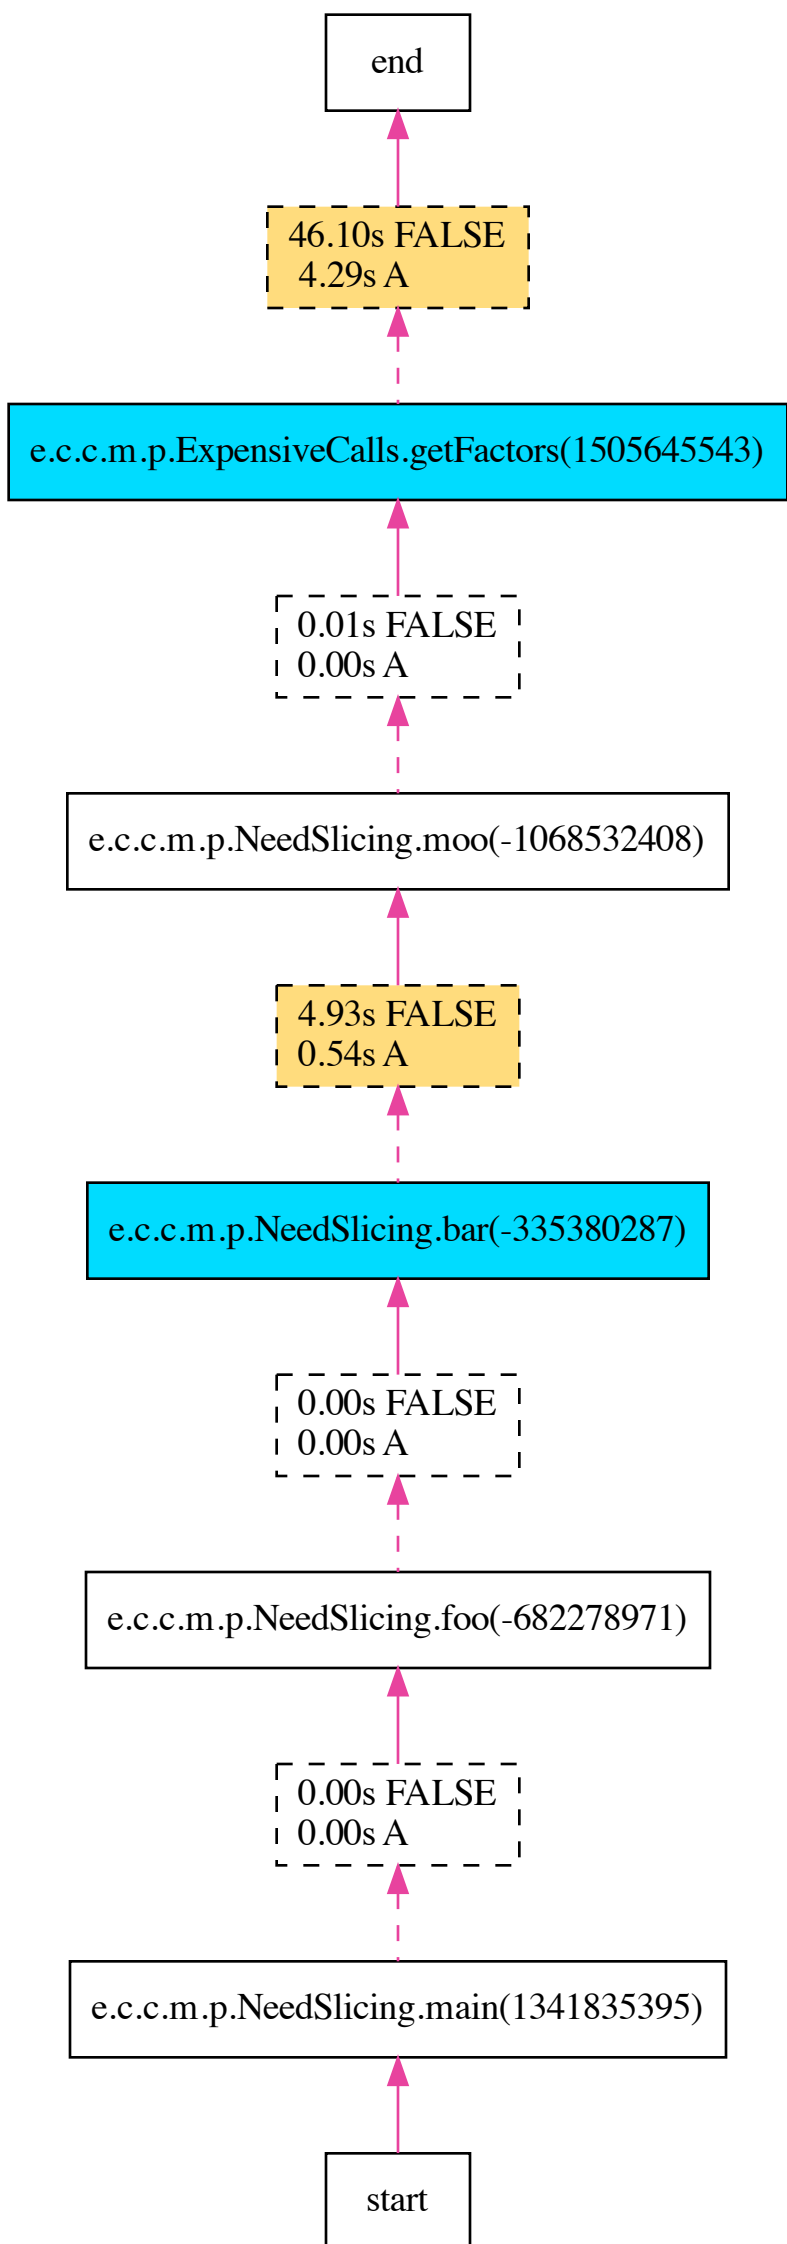 end
46.10s FALSE
4.29s A
e.c.c.m.p.ExpensiveCalls.getFactors(1505645543)
0.01s FALSE
0.00s A
e.c.c.m.p.NeedSlicing.moo(-1068532408)
4.93s FALSE
0.54s A
e.c.c.m.p.NeedSlicing.bar(-335380287)
0.00s FALSE
0.00s A
e.c.c.m.p.NeedSlicing.foo(-682278971)
0.00s FALSE
0.00s A
e.c.c.m.p.NeedSlicing.main(1341835395)
start